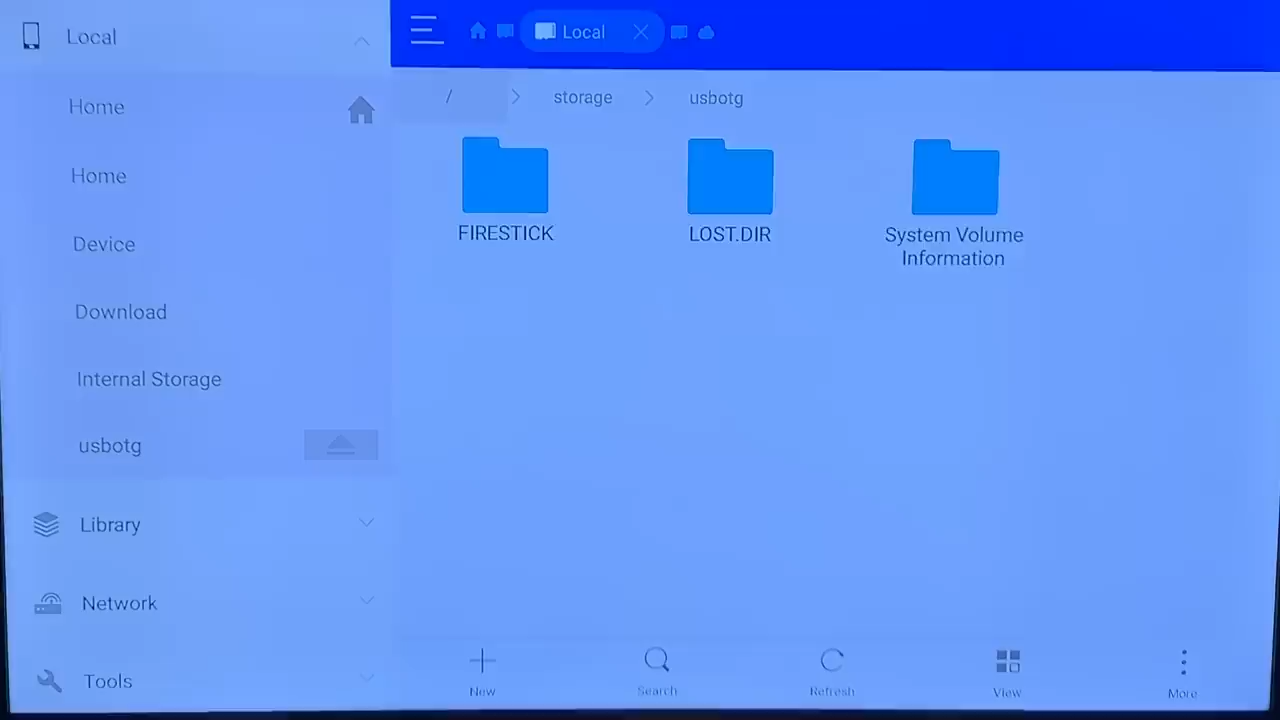 Local
Home
Home
Device
Download
Internal Storage
usbotg
Library
Network
Tools
Local
/ storage usbotg
FIRESTICK
LOST.DIR
System Volume
Information
New
Search
Refresh
View
More